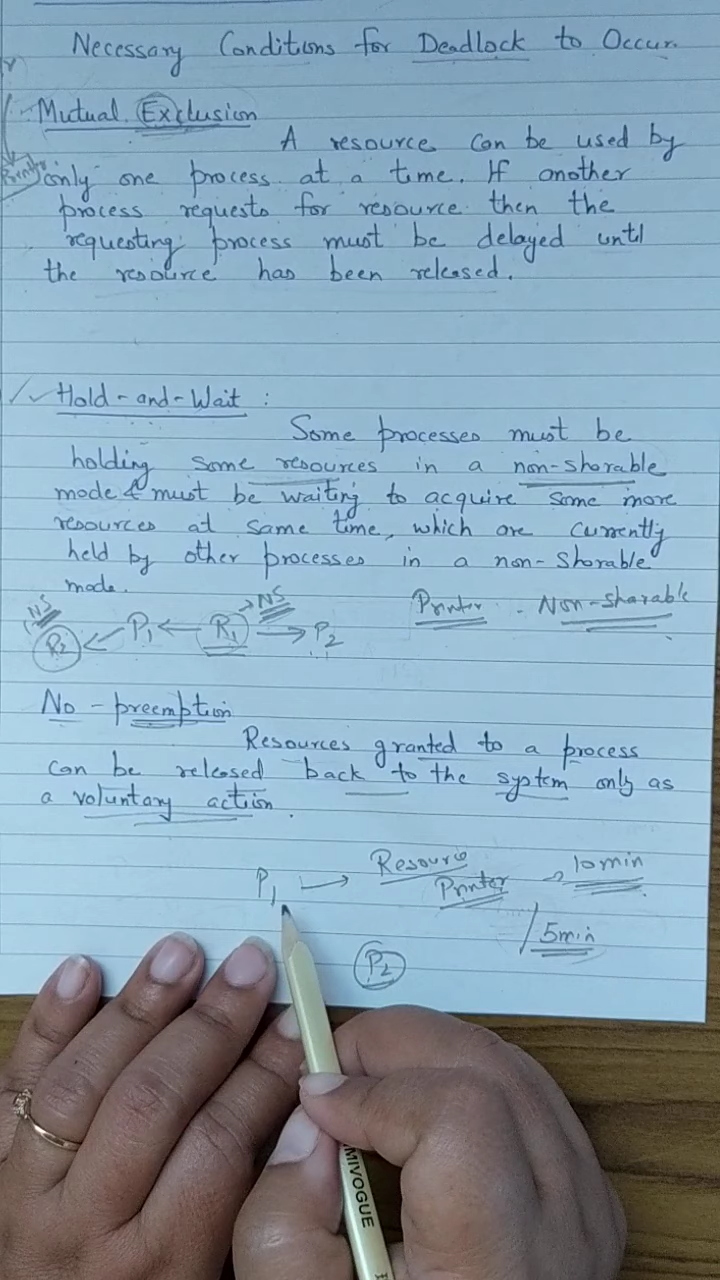 Necessary Conditions for Deadlock to Occur.
Mutual Exclusion
A resource can be used by
only one process at a time. If another
process requests for resource then the
requesting process must be delayed until
the resource has been released.
Hold-and-Wait :
Some processes must be
holding some resources in a non-sharable
mode & must be waiting to acquire some more
resources at same time, which are currently
held by other processes in a non-sharable
mode.
Printer - Non-sharable
NS NS
R2 ← P1 ← R1 → P2
No - preemption
Resources granted to a process
can be released back to the system only as
a voluntary action.
P1 → Resource → 10min
Printer
5min
P2
MIVOGUE